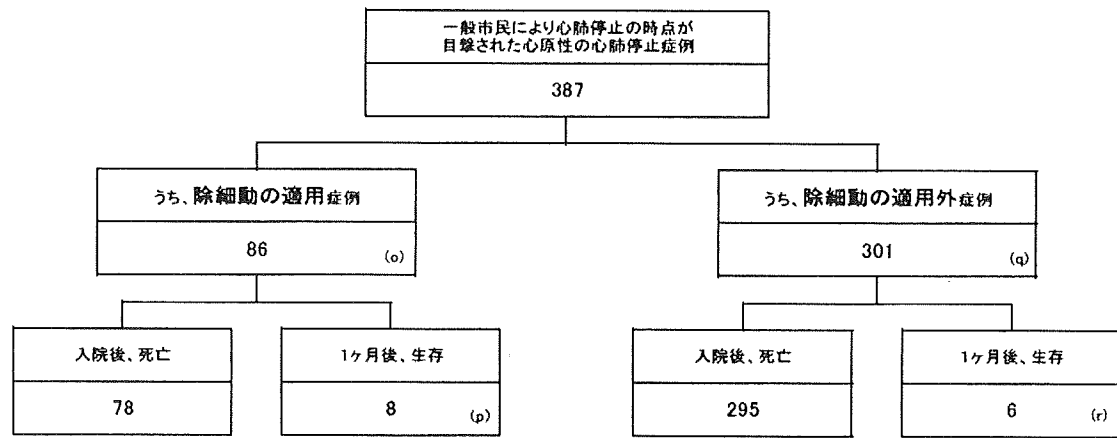 一般市民により心肺停止の時点が
目撃された心原性の心肺停止症例
387
うち、除細動の適用症例
86 (o)
うち、除細動の適用外症例
301 (q)
入院後、死亡
78
1ヶ月後、生存
8 (p)
入院後、死亡
295
1ヶ月後、生存
6 (r)